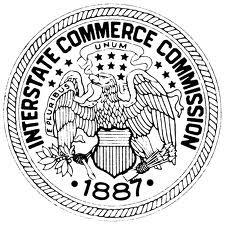 INTERSTATE COMMERCE COMMISSION
E PLURIBUS
UNUM
· 1887 ·